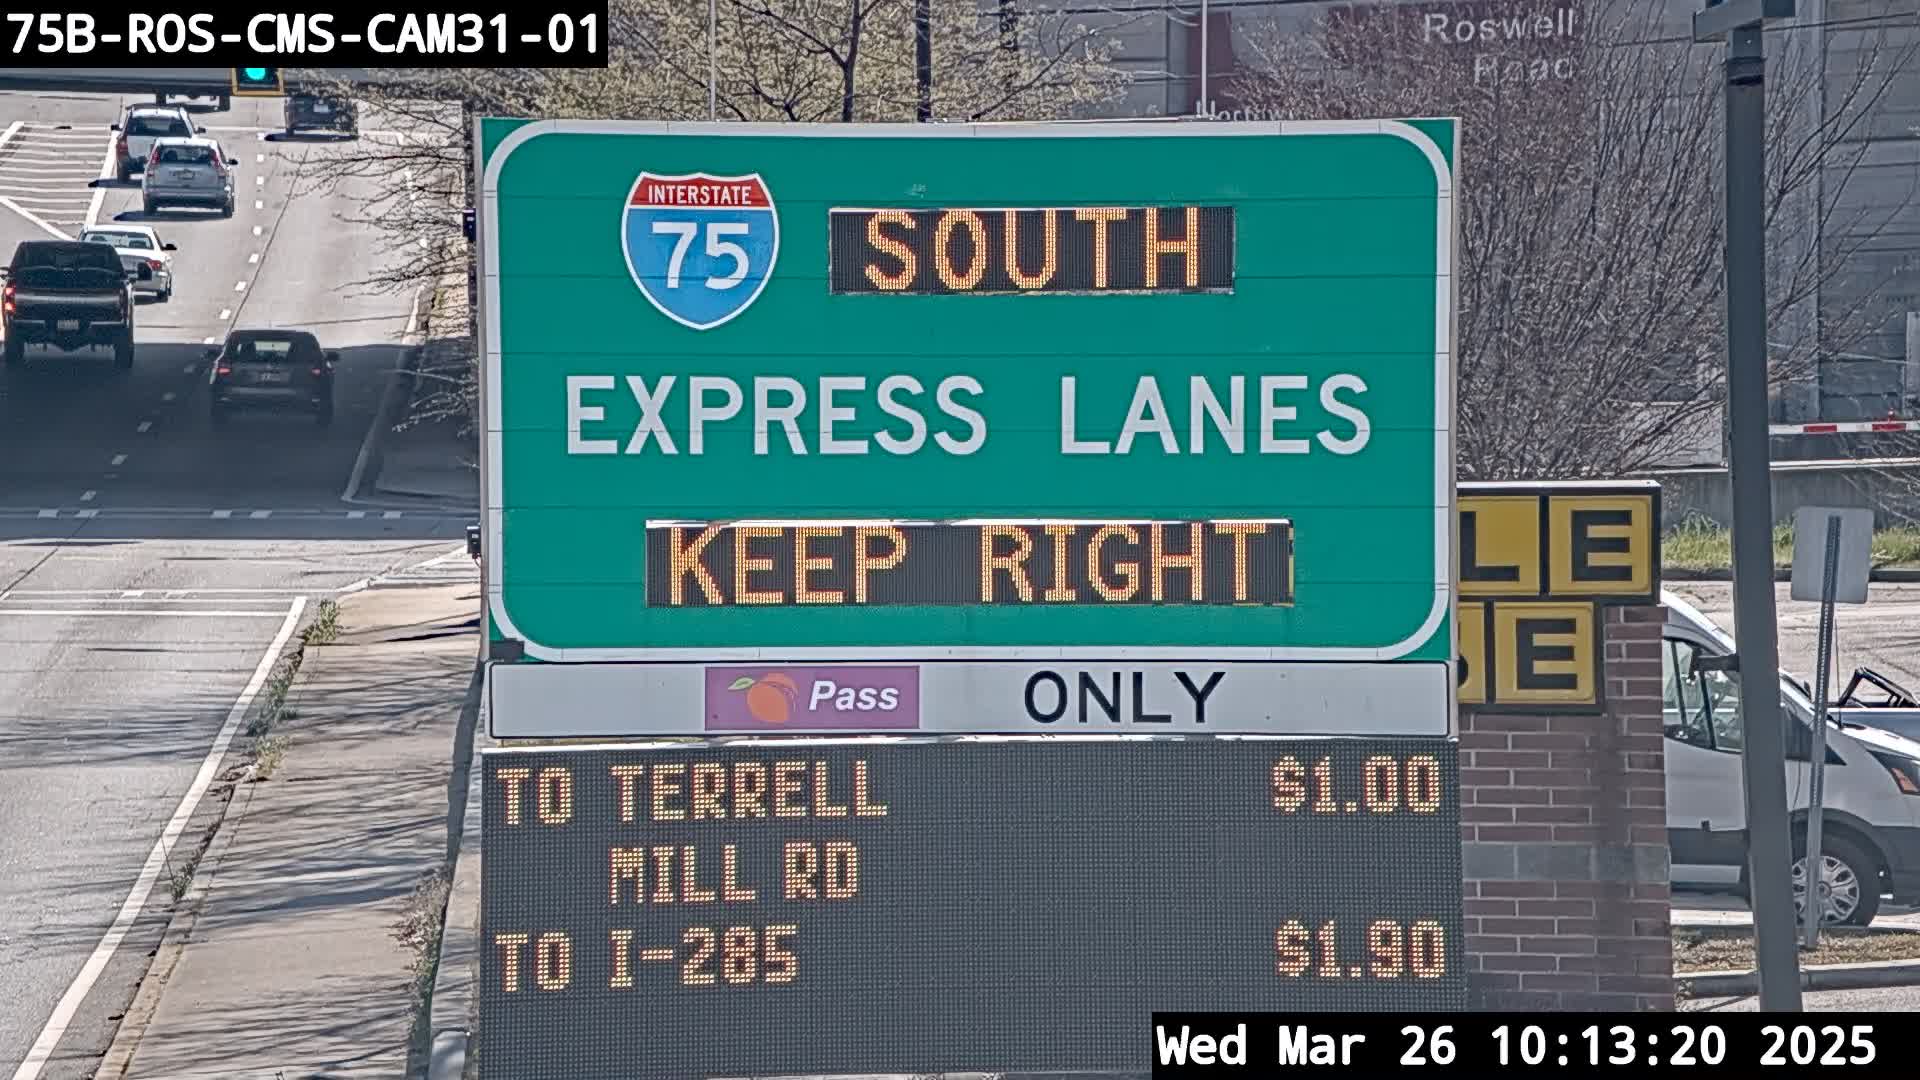 75B-ROS-CMS-CAM31-01
Roswell
Road
INTERSTATE
75
SOUTH
EXPRESS LANES
KEEP RIGHT
Pass
ONLY
LE
E
TO TERRELL $1.00
MILL RD
TO I-285 $1.90
Wed Mar 26 10:13:20 2025